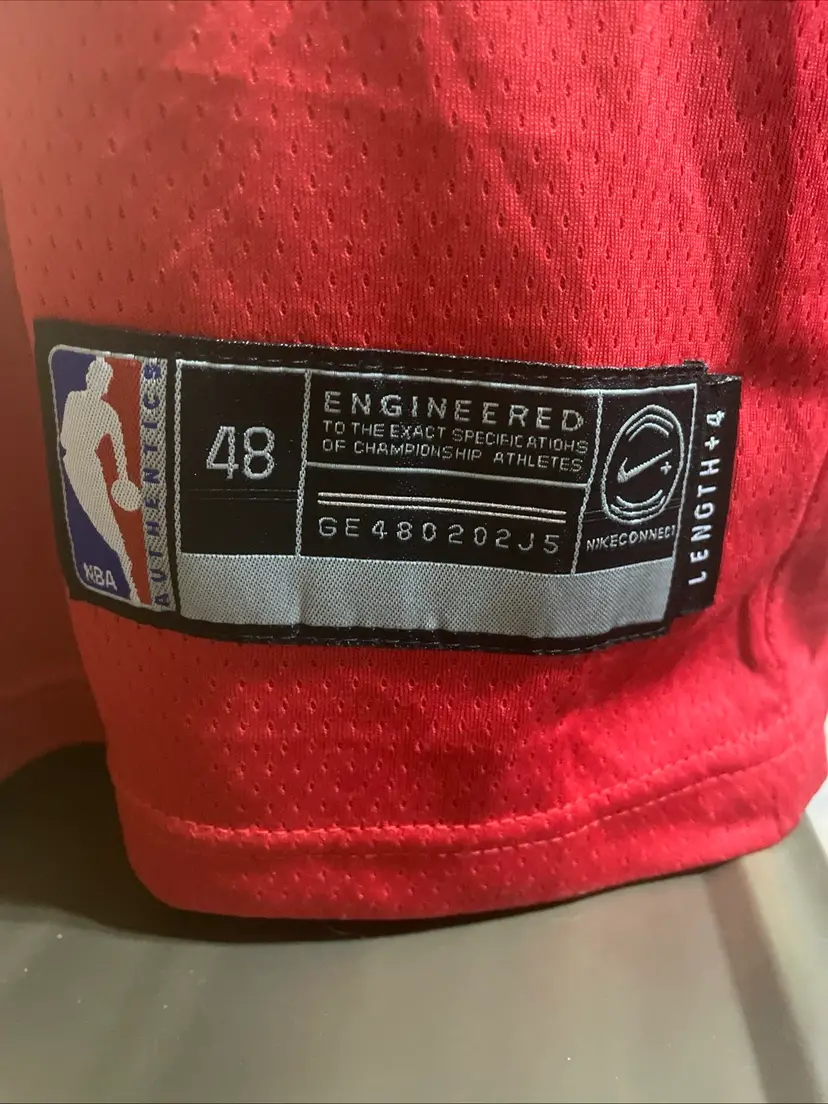 NBA
AUTHENTICS
48
ENGINEERED
TO THE EXACT SPECIFICATIONS
OF CHAMPIONSHIP ATHLETES
GE480202J5
NIKECONNECT
LENGTH+4